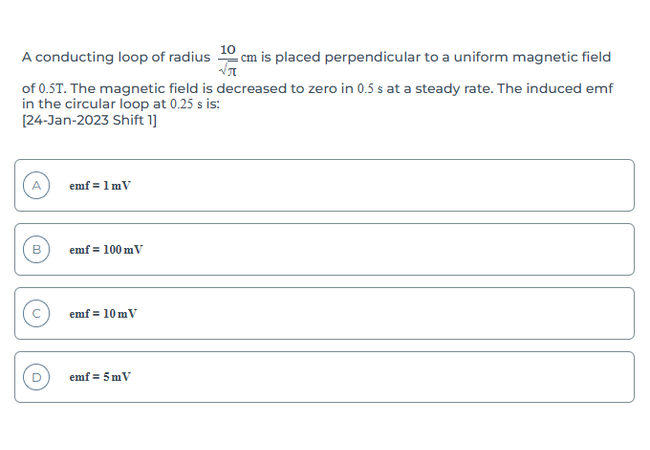 A conducting loop of radius 10/√π cm is placed perpendicular to a uniform magnetic field
of 0.5T. The magnetic field is decreased to zero in 0.5 s at a steady rate. The induced emf
in the circular loop at 0.25 s is:
[24-Jan-2023 Shift 1]
A emf = 1 mV
B emf = 100 mV
C emf = 10 mV
D emf = 5 mV